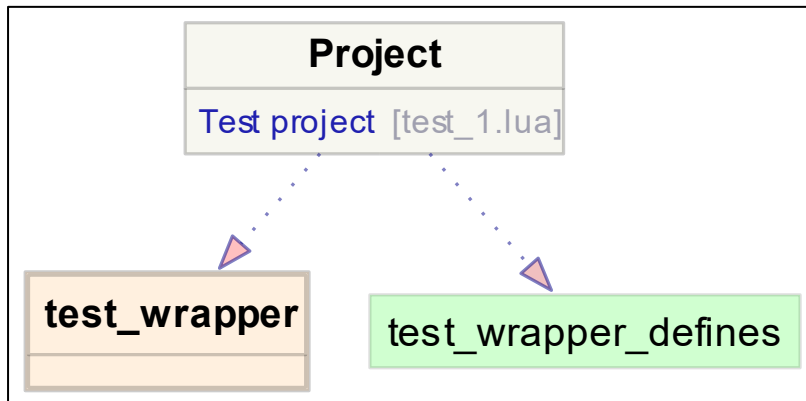 Project
Test project [test_1.lua]
test_wrapper
test_wrapper_defines